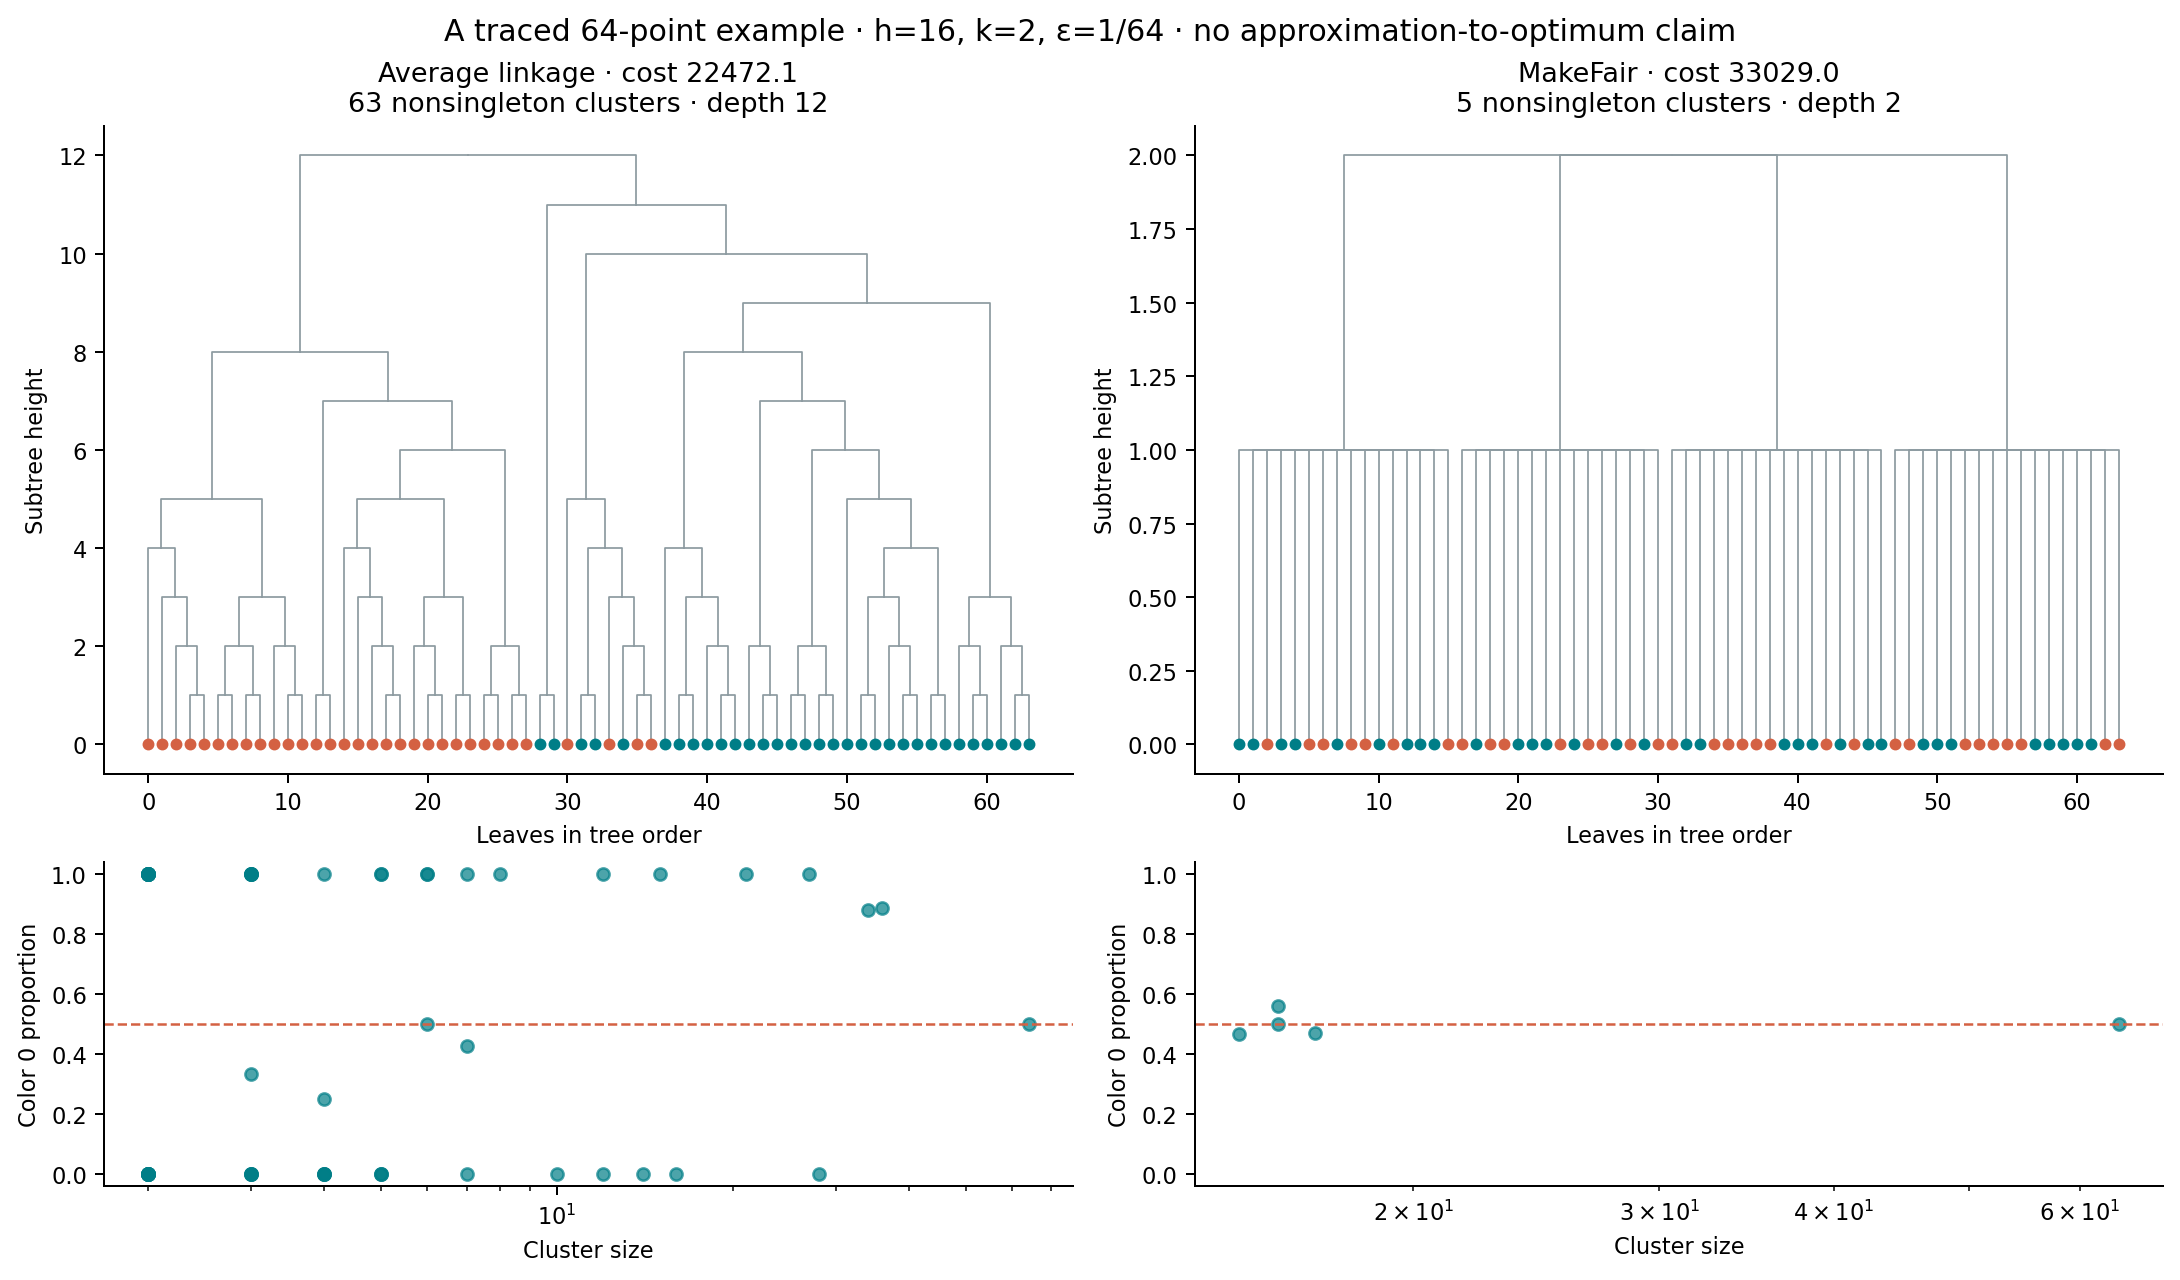 A traced 64-point example · h=16, k=2, ε=1/64 · no approximation-to-optimum claim
Average linkage · cost 22472.1
63 nonsingleton clusters · depth 12
12
10
8
6
4
2
0
Subtree height
0 10 20 30 40 50 60
Leaves in tree order
MakeFair · cost 33029.0
5 nonsingleton clusters · depth 2
2.00
1.75
1.50
1.25
1.00
0.75
0.50
0.25
0.00
Subtree height
0 10 20 30 40 50 60
Leaves in tree order
1.0
0.8
0.6
0.4
0.2
0.0
Color 0 proportion
10¹
Cluster size
1.0
0.8
0.6
0.4
0.2
0.0
Color 0 proportion
2×10¹ 3×10¹ 4×10¹ 6×10¹
Cluster size